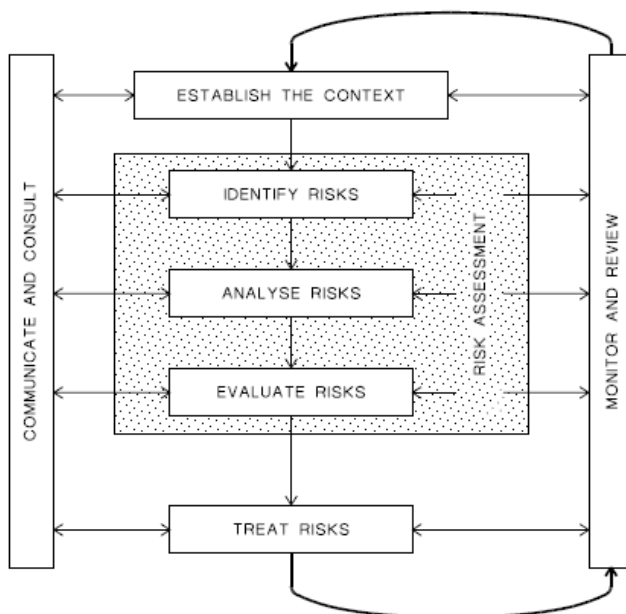 ESTABLISH THE CONTEXT
COMMUNICATE AND CONSULT
IDENTIFY RISKS
ANALYSE RISKS
EVALUATE RISKS
RISK ASSESSMENT
MONITOR AND REVIEW
TREAT RISKS